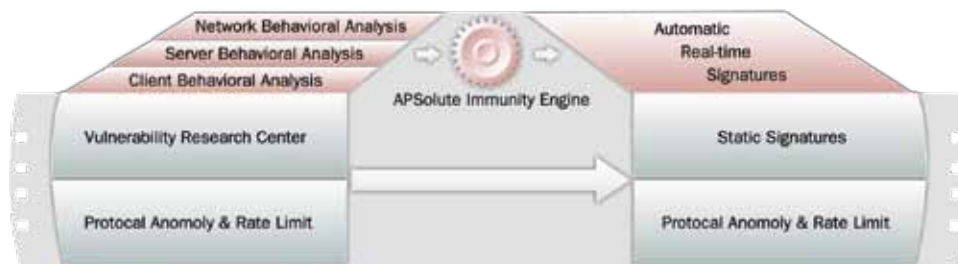 Network Behavioral Analysis
Server Behavioral Analysis
Client Behavioral Analysis
Vulnerability Research Center
Protocal Anomoly & Rate Limit
APSolute Immunity Engine
Automatic
Real-time
Signatures
Static Signatures
Protocal Anomoly & Rate Limit